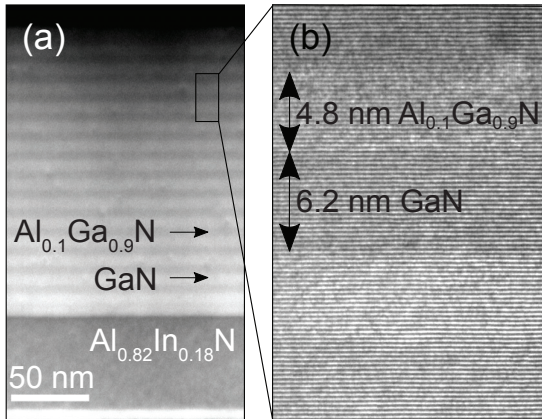 (a)
Al0.1Ga0.9N
GaN
Al0.82In0.18N
50 nm
(b)
4.8 nm Al0.1Ga0.9N
6.2 nm GaN